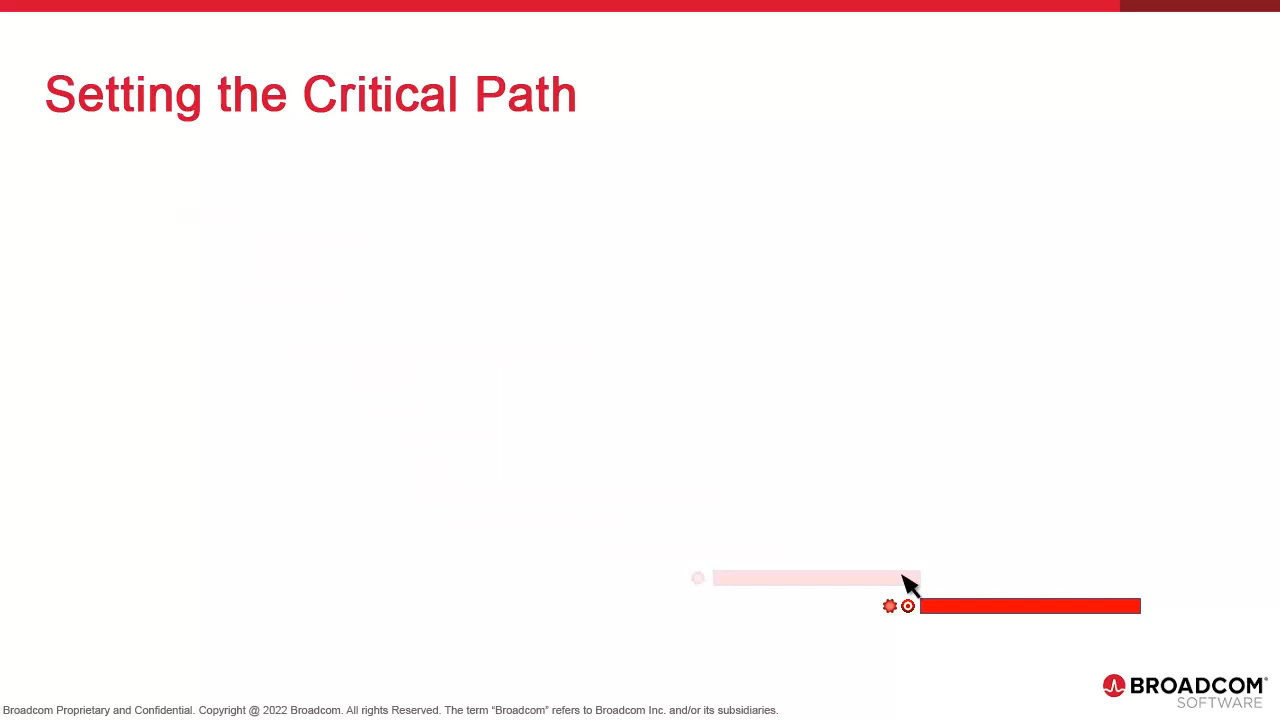 Setting the Critical Path
BROADCOM®
SOFTWARE
Broadcom Proprietary and Confidential. Copyright @ 2022 Broadcom. All rights Reserved. The term “Broadcom” refers to Broadcom Inc. and/or its subsidiaries.